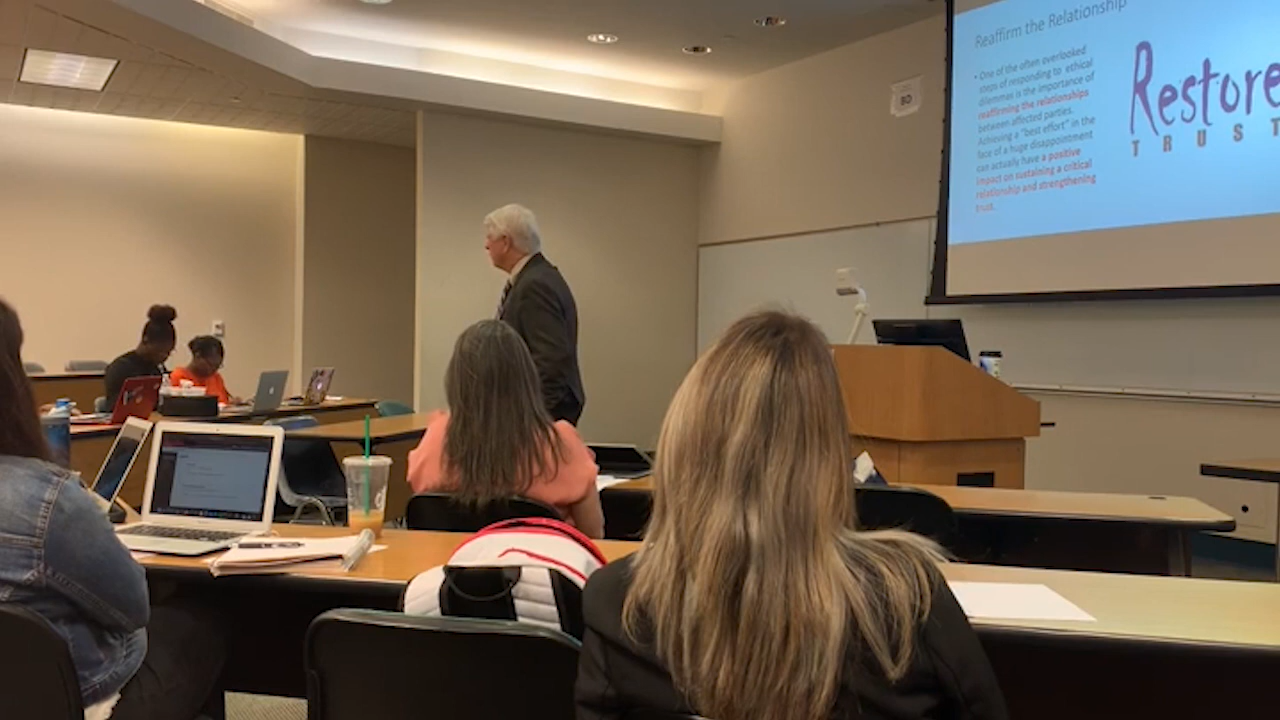 Reaffirm the Relationship
• One of the often overlooked
steps of responding to ethical
dilemmas is the importance of
reaffirming the relationships
between affected parties.
Achieving a "best effort" in the
face of a huge disappointment
can actually have a positive
impact on sustaining a critical
relationship and strengthening
trust.
Restore
TRUST